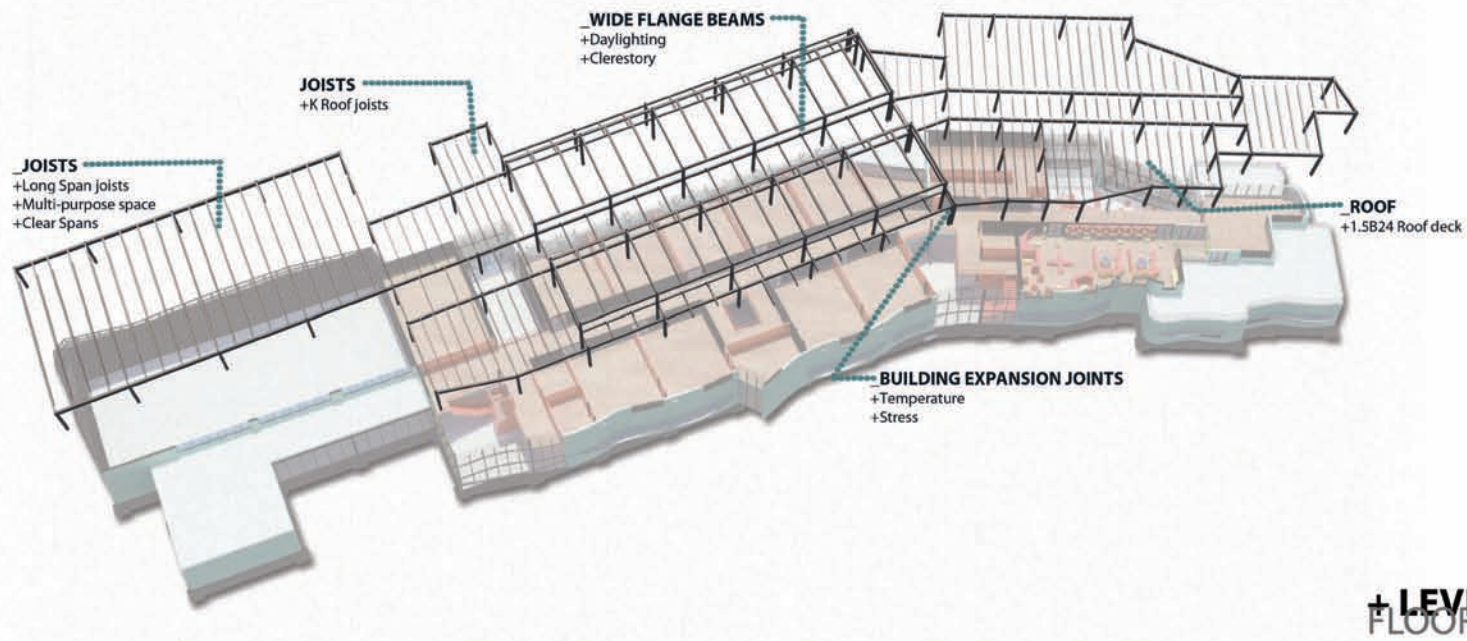 _WIDE FLANGE BEAMS
+Daylighting
+Clerestory
JOISTS
+K Roof joists
_JOISTS
+Long Span joists
+Multi-purpose space
+Clear Spans
_ROOF
+1.5B24 Roof deck
_BUILDING EXPANSION JOINTS
+Temperature
+Stress